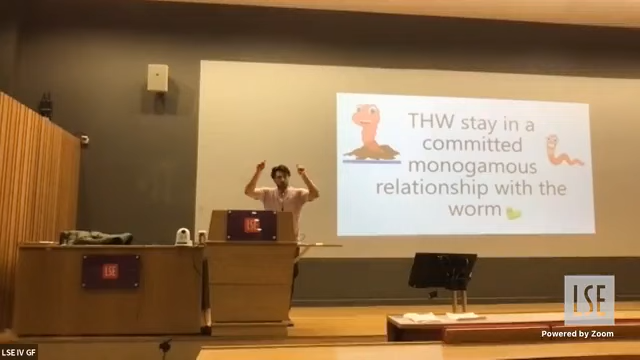 THW stay in a
committed
monogamous
relationship with the
worm
LSE
LSE
LSE
Powered by Zoom
LSE IV GF